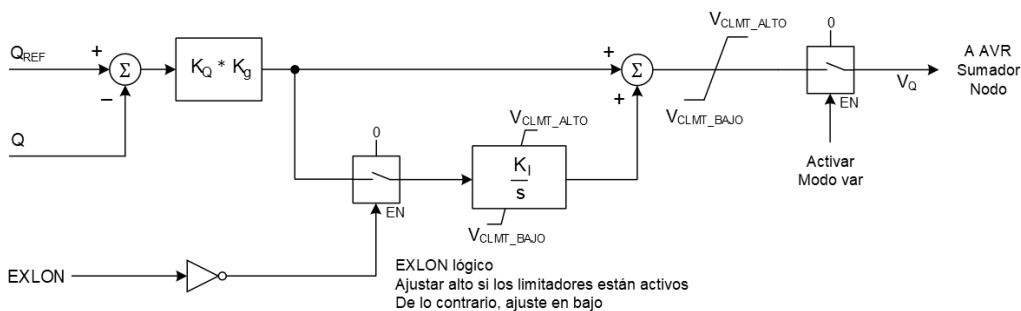 V_CLMT_ALTO
0
Q_REF
+
Σ
−
K_Q * K_g
+
Σ
+
EN
V_Q
A AVR
Sumador
Nodo
Q
0
EN
V_CLMT_ALTO
K_I
s
V_CLMT_BAJO
V_CLMT_BAJO
Activar
Modo var
EXLON
EXLON lógico
Ajustar alto si los limitadores están activos
De lo contrario, ajuste en bajo